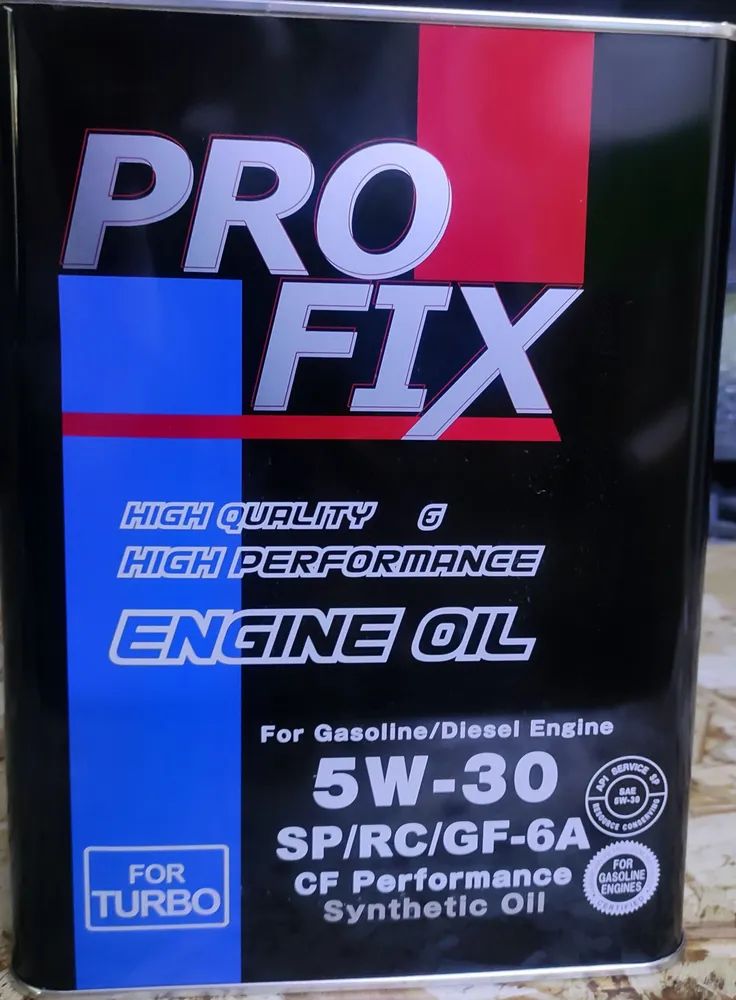 PRO
FIX
HIGH QUALITY &
HIGH PERFORMANCE
ENGINE OIL
For Gasoline/Diesel Engine
5W-30
SP/RC/GF-6A
CF Performance
Synthetic Oil
FOR
TURBO
API SERVICE SP
SAE
5W-30
RESOURCE CONSERVING
FOR
GASOLINE
ENGINES
CERTIFIED